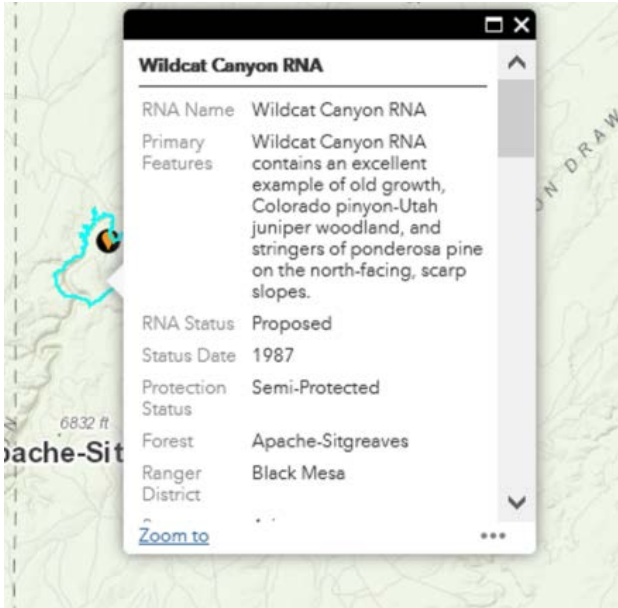 Wildcat Canyon RNA
RNA Name Wildcat Canyon RNA
Primary Wildcat Canyon RNA
Features contains an excellent
example of old growth,
Colorado pinyon-Utah
juniper woodland, and
stringers of ponderosa pine
on the north-facing, scarp
slopes.
RNA Status Proposed
Status Date 1987
Protection Semi-Protected
Status
Forest Apache-Sitgreaves
Ranger Black Mesa
District
Zoom to
6832 ft
pache-Sit
ON DRAW